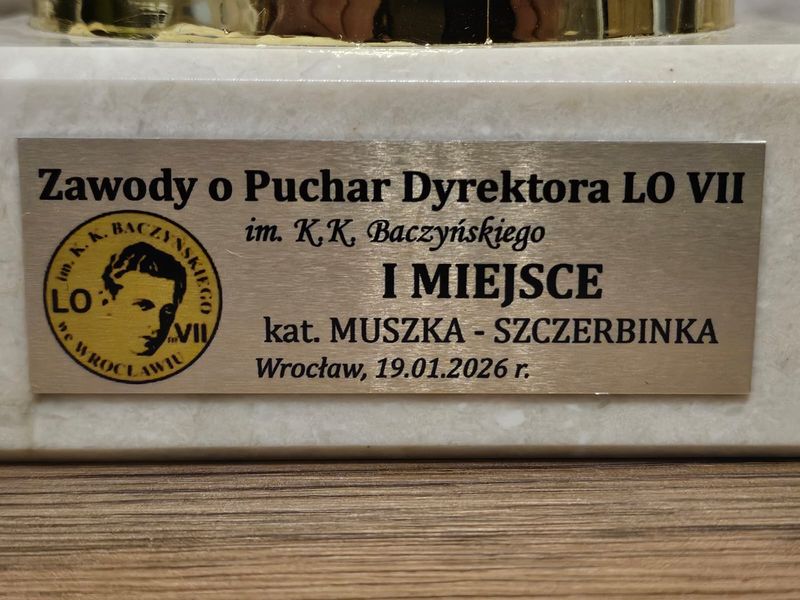 Zawody o Puchar Dyrektora LO VII
im. K.K. Baczyńskiego
I MIEJSCE
kat. MUSZKA - SZCZERBINKA
Wrocław, 19.01.2026 r.
im. K. K. BACZYŃSKIEGO
LO
VII
we WROCŁAWIU